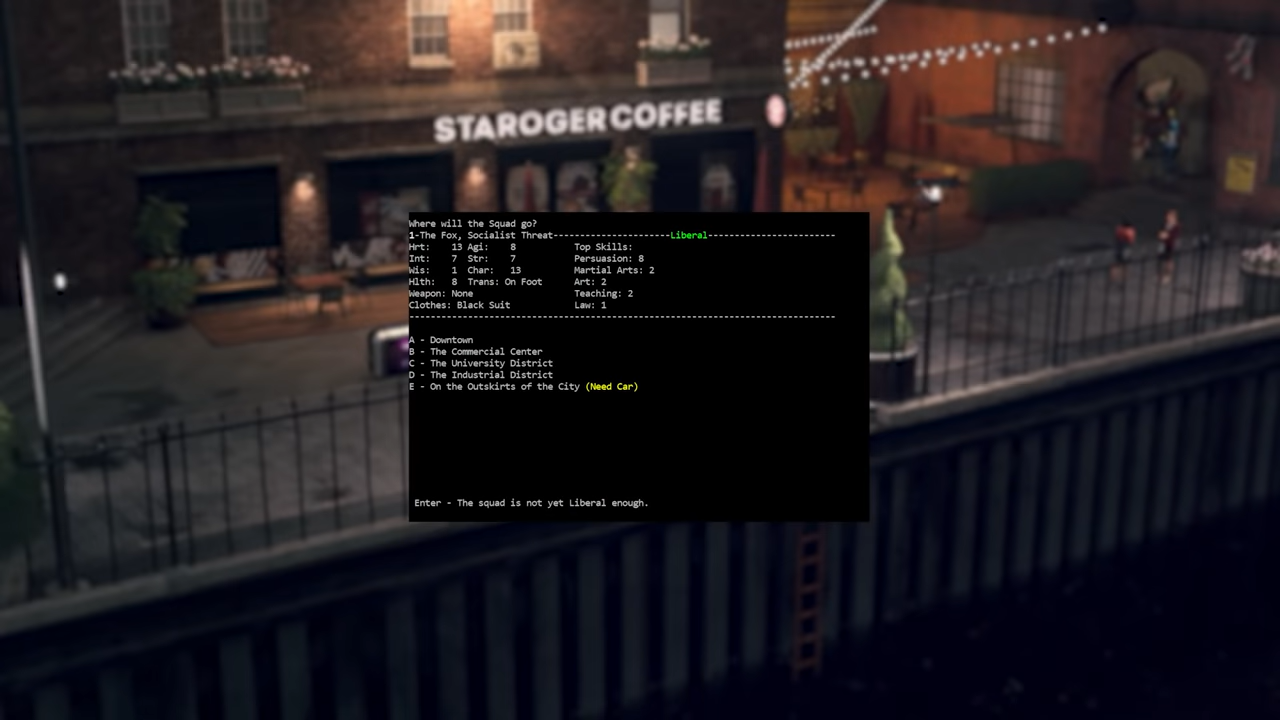 STAROGER COFFEE
Where will the Squad go?
1-The Fox, Socialist Threat----------------------Liberal------------------------
Hrt: 13 Agi: 8 Top Skills:
Int: 7 Str: 7 Persuasion: 8
Wis: 1 Char: 13 Martial Arts: 2
Hlth: 8 Trans: On Foot Art: 2
Weapon: None Teaching: 2
Clothes: Black Suit Law: 1
--------------------------------------------------------------------------------
A - Downtown
B - The Commercial Center
C - The University District
D - The Industrial District
E - On the Outskirts of the City (Need Car)
Enter - The squad is not yet Liberal enough.